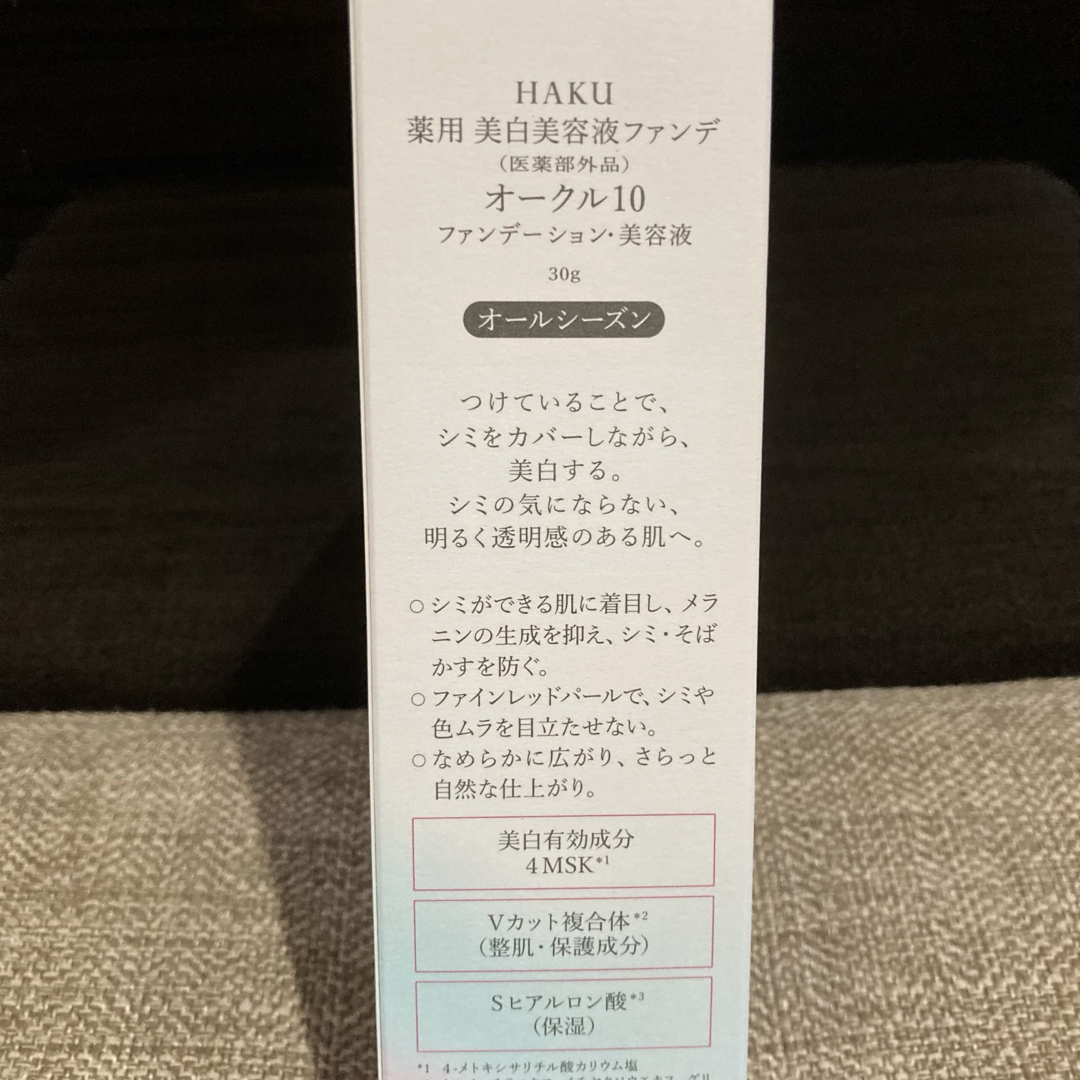 HAKU
薬用 美白美容液ファンデ
（医薬部外品）
オークル10
ファンデーション・美容液
30g
オールシーズン
つけていることで、
シミをカバーしながら、
美白する。
シミの気にならない、
明るく透明感のある肌へ。
○シミができる肌に着目し、メラ
ニンの生成を抑え、シミ・そば
かすを防ぐ。
○ファインレッドパールで、シミや
色ムラを目立たせない。
○なめらかに広がり、さらっと
自然な仕上がり。
美白有効成分
4MSK*1
Vカット複合体*2
（整肌・保護成分）
Sヒアルロン酸*3
（保湿）
*1 4-メトキシサリチル酸カリウム塩